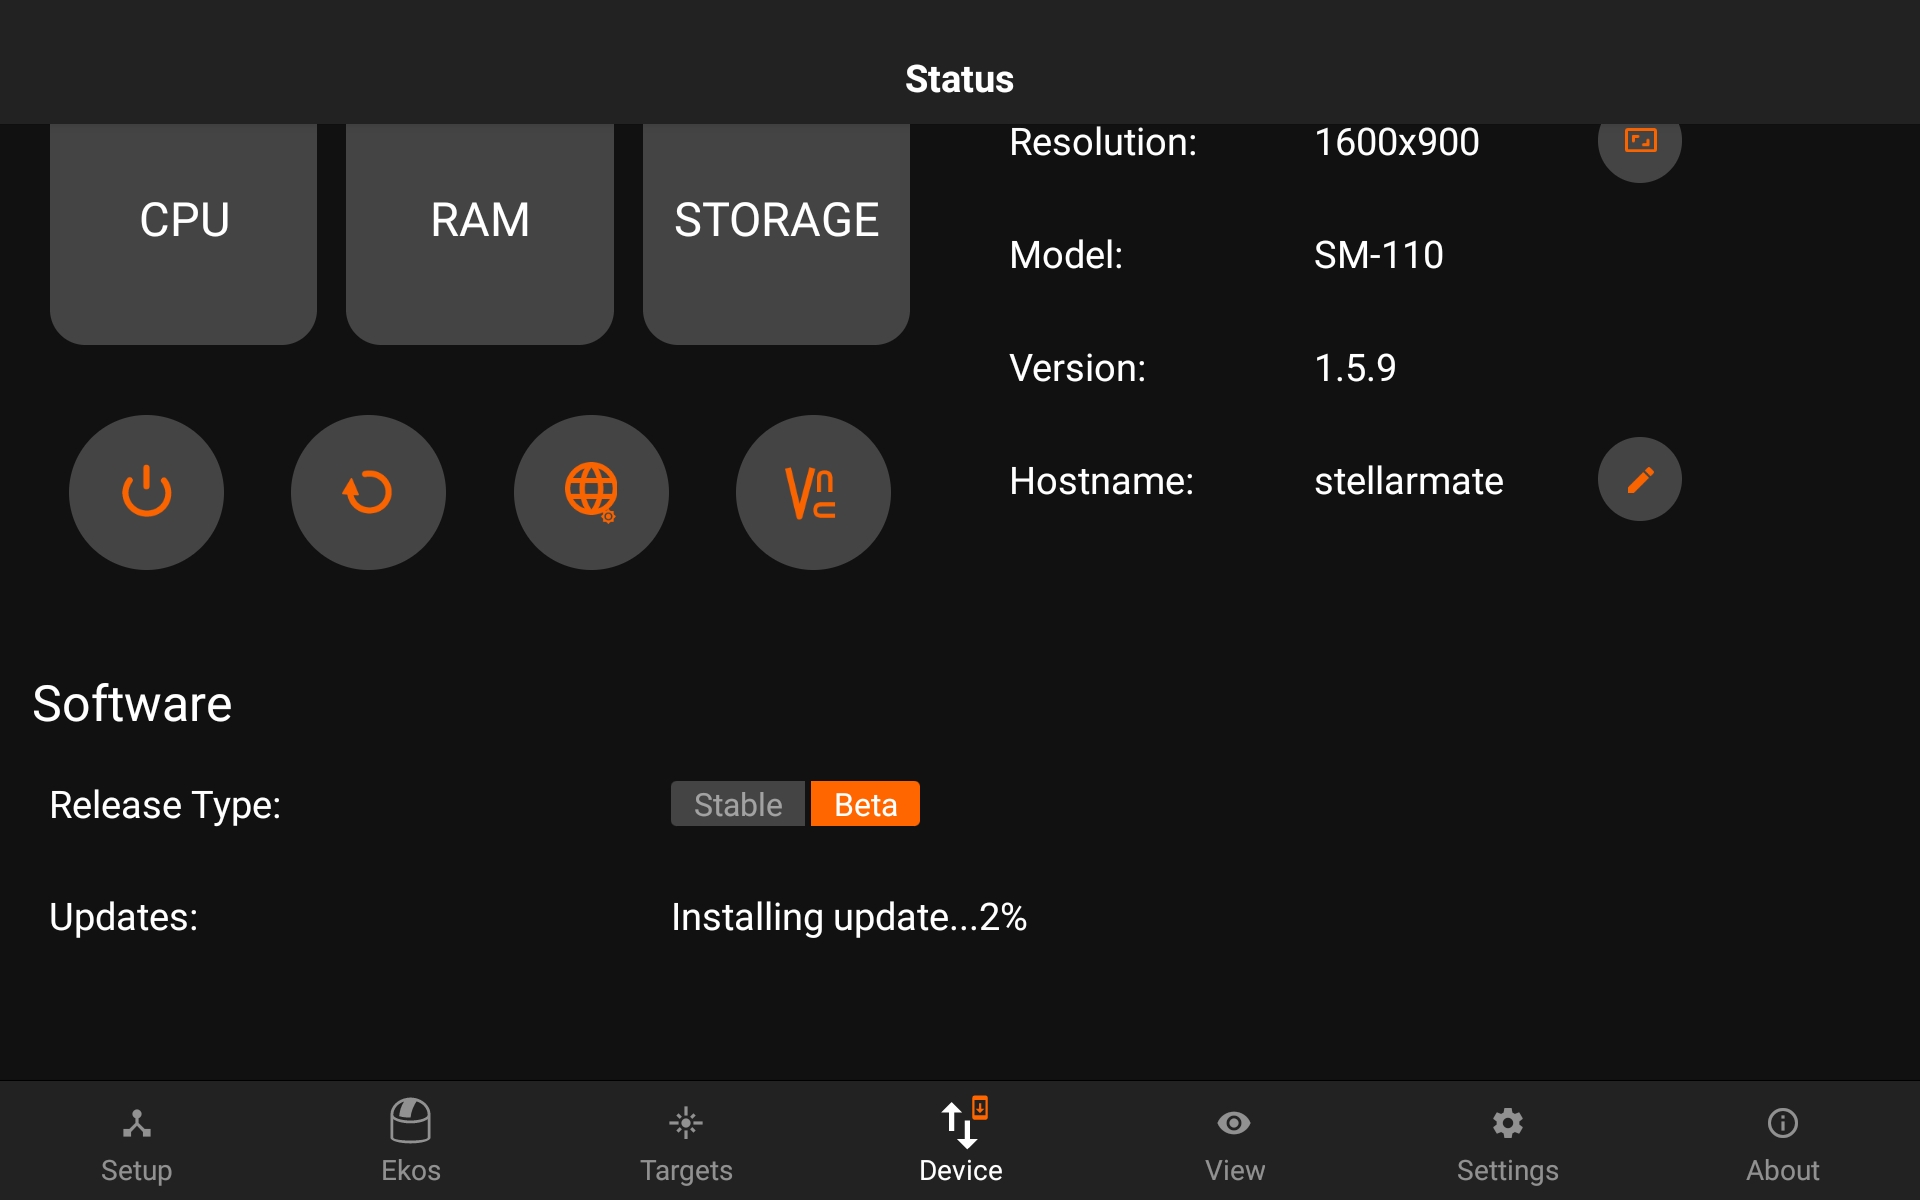 Status
CPU
RAM
STORAGE
Resolution: 1600x900
Model: SM-110
Version: 1.5.9
Hostname: stellarmate
Vnc
Software
Release Type: Stable Beta
Updates: Installing update...2%
Setup
Ekos
Targets
Device
View
Settings
About